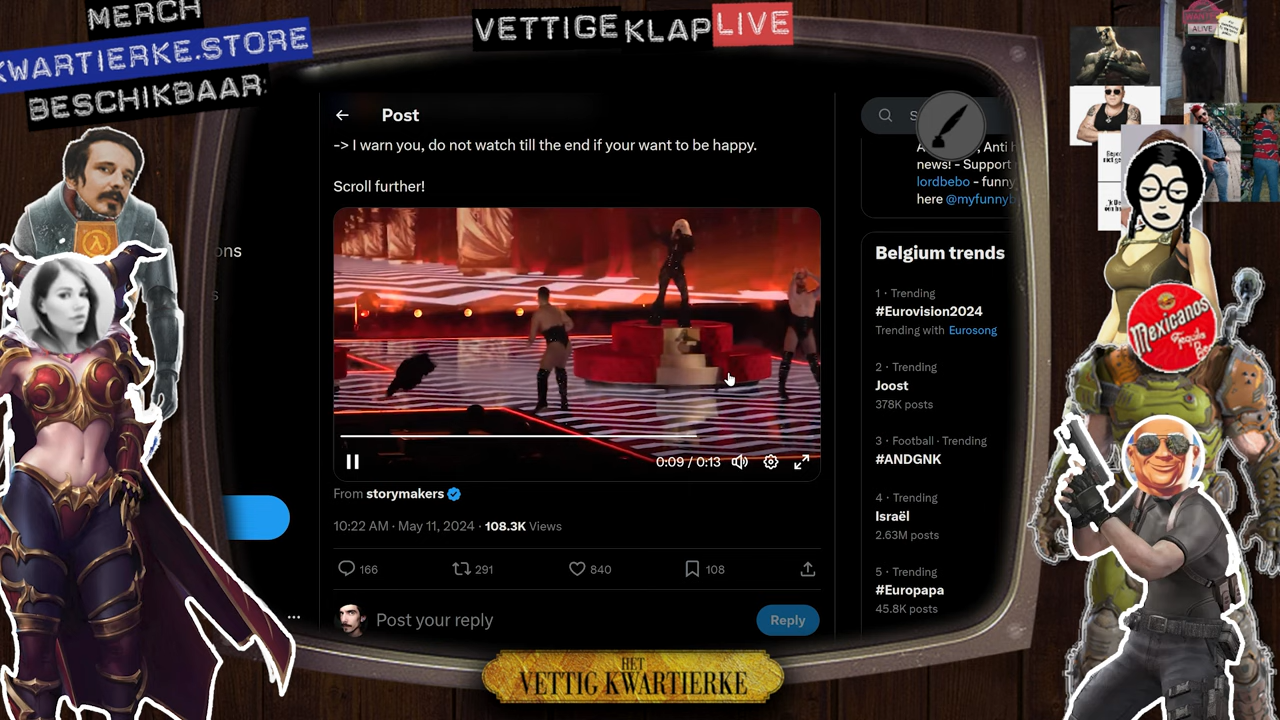 MERCH
KWARTIERKE.STORE
BESCHIKBAAR
VETTIGE KLAP LIVE
Post
-> I warn you, do not watch till the end if your want to be happy.
Scroll further!
0:09 / 0:13
From storymakers
10:22 AM · May 11, 2024 · 108.3K Views
166 291 840 108
Post your reply
Reply
ons
S
news! - Support
lordbebo - funny
here @myfunnyb
Belgium trends
1 · Trending
#Eurovision2024
Trending with Eurosong
2 · Trending
Joost
378K posts
3 · Football · Trending
#ANDGNK
4 · Trending
Israël
2.63M posts
5 · Trending
#Europapa
45.8K posts
ALIVE
Mexicanos
HET
VETTIG KWARTIERKE